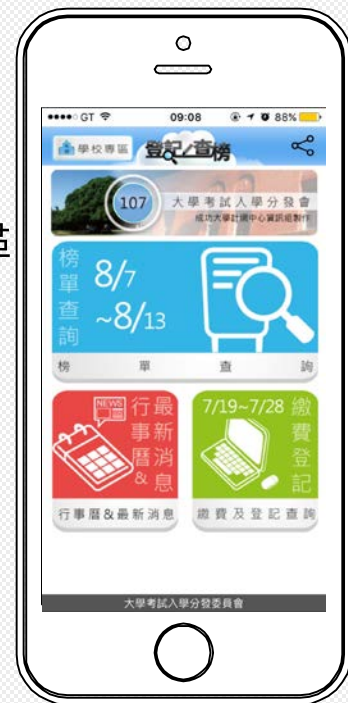 GT 09:08 88%
學校專區 登記/查榜
107 大學考試入學分發會
成功大學計網中心資訊組製作
榜單查詢
8/7
~8/13
榜單查詢
NEWS
行事曆&
最新消息
7/19~7/28
繳費登記
行事曆&最新消息
繳費及登記查詢
大學考試入學分發委員會